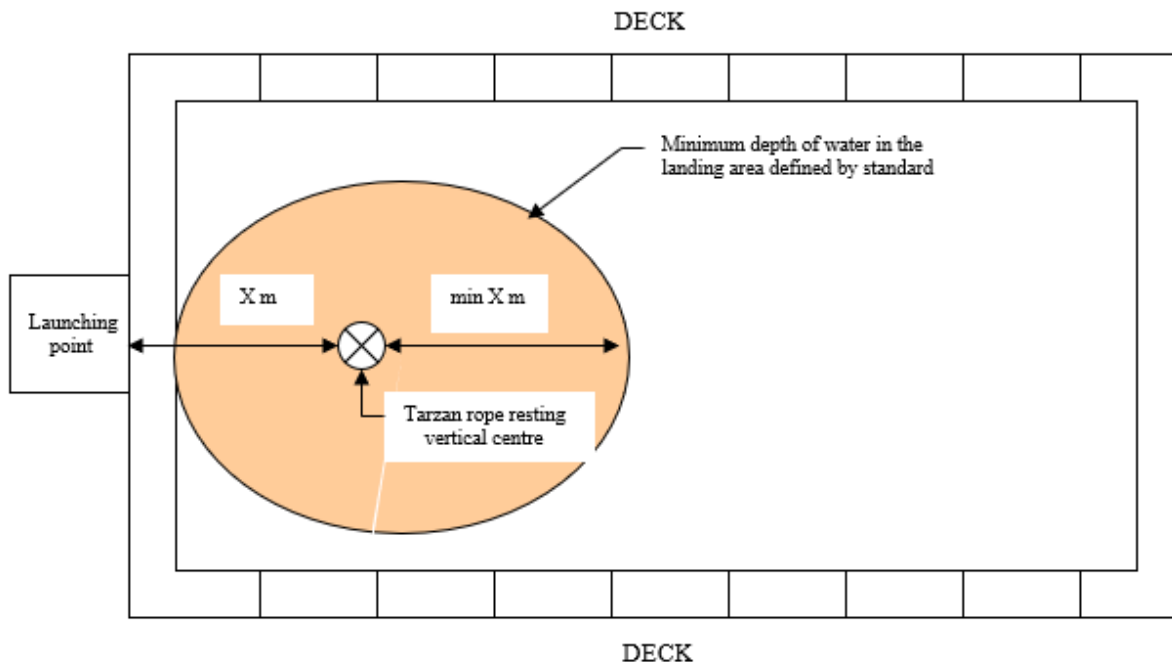 DECK
Minimum depth of water in the
landing area defined by standard
X m
min X m
Launching
point
Tarzan rope resting
vertical centre
DECK